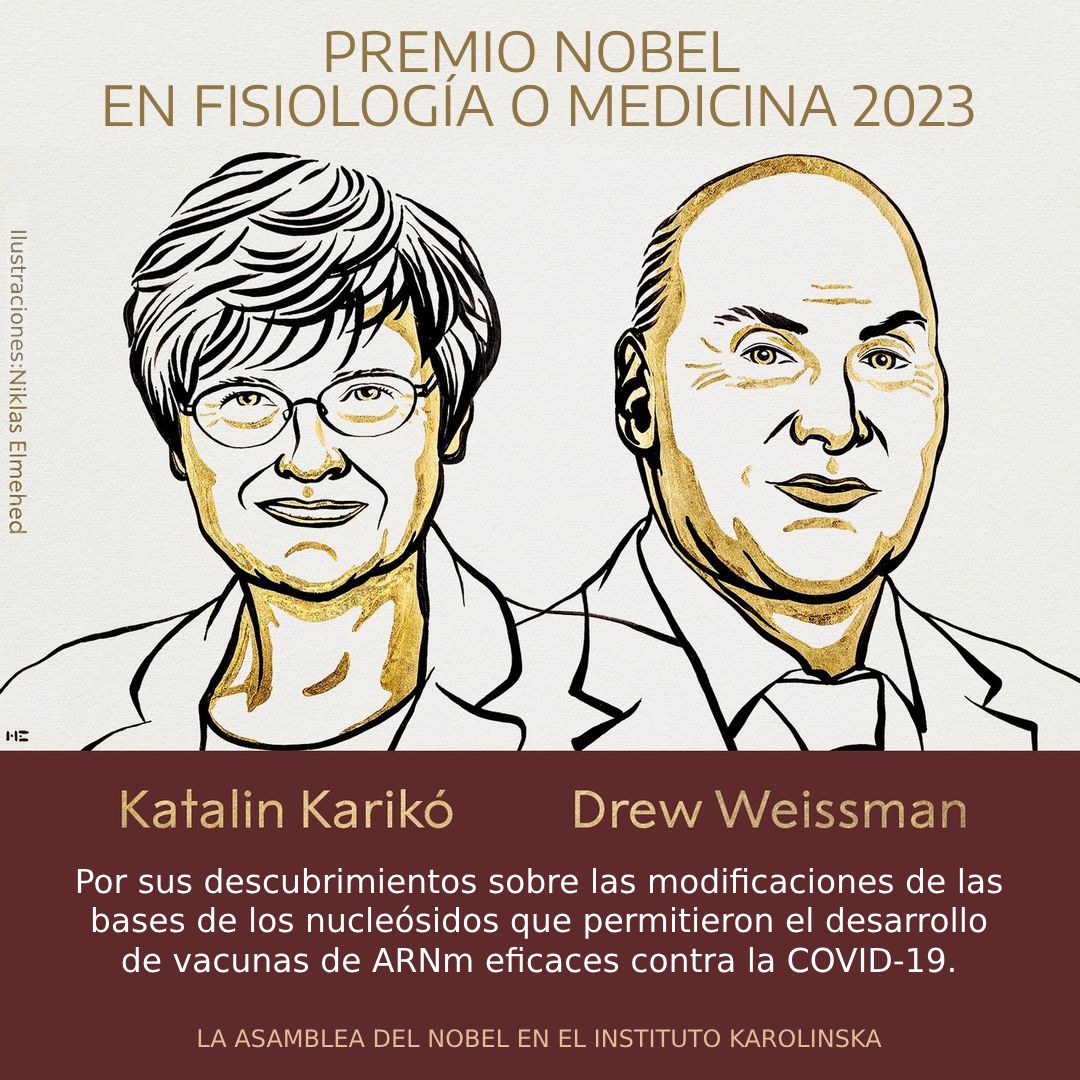 PREMIO NOBEL
EN FISIOLOGÍA O MEDICINA 2023
Ilustraciones:Niklas Elmehed
Katalin Karikó
Drew Weissman
Por sus descubrimientos sobre las modificaciones de las
bases de los nucleósidos que permitieron el desarrollo
de vacunas de ARNm eficaces contra la COVID-19.
LA ASAMBLEA DEL NOBEL EN EL INSTITUTO KAROLINSKA